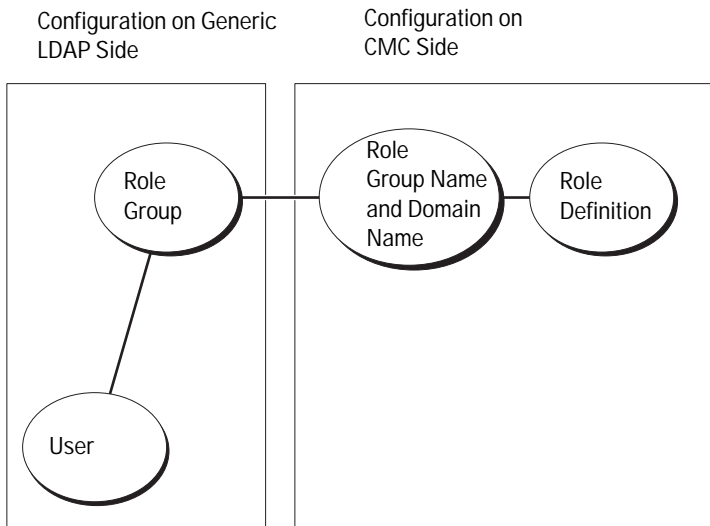 Configuration on Generic
LDAP Side
Configuration on
CMC Side
Role
Group
Role
Group Name
and Domain
Name
Role
Definition
User